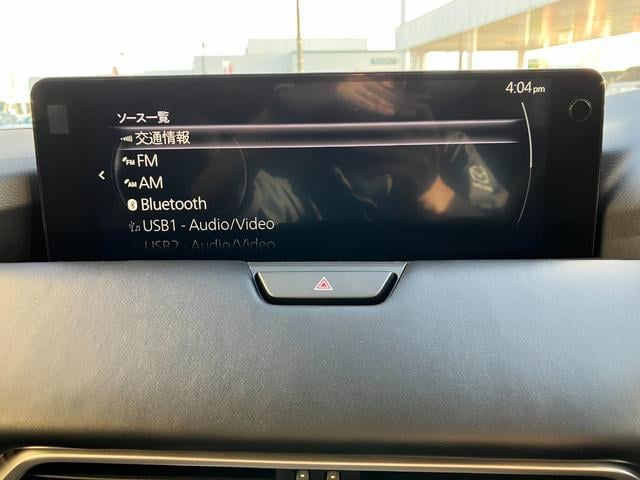 4:04pm
ソース一覧
交通情報
FM
AM
Bluetooth
USB1 - Audio/Video
USB2 - Audio/Video